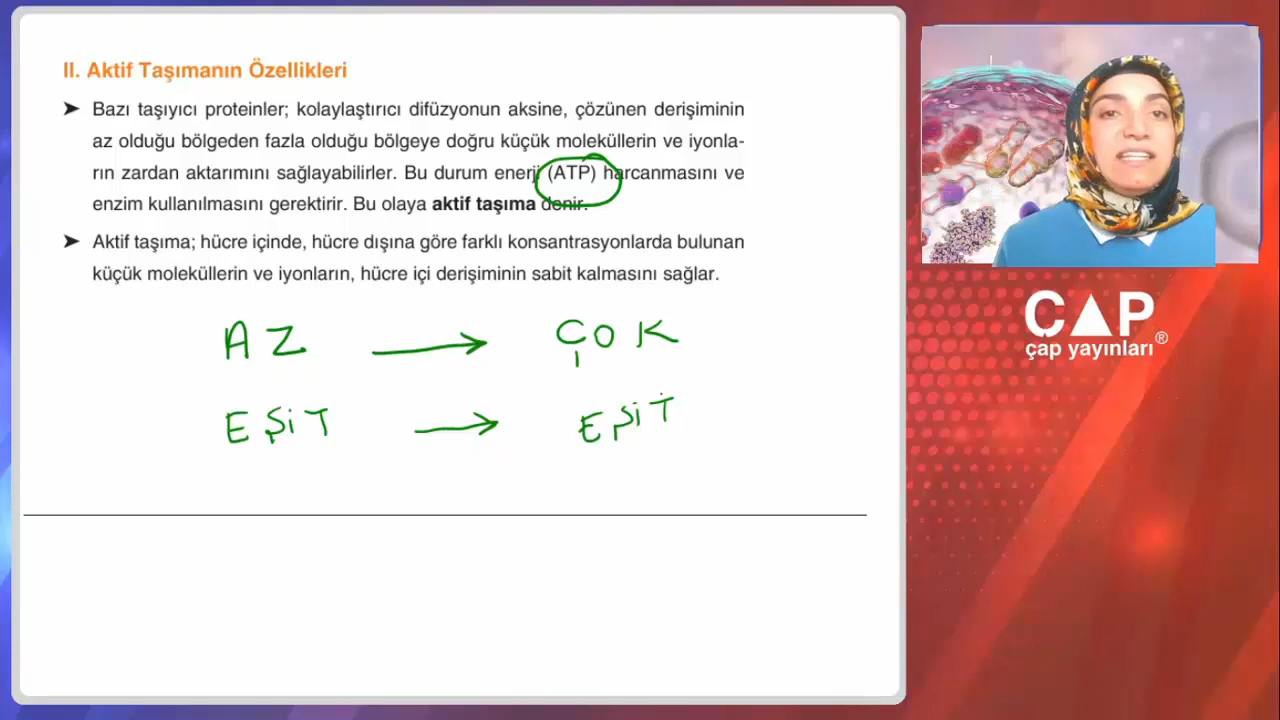 II. Aktif Taşımanın Özellikleri
➤ Bazı taşıyıcı proteinler; kolaylaştırıcı difüzyonun aksine, çözünen derişiminin
az olduğu bölgeden fazla olduğu bölgeye doğru küçük moleküllerin ve iyonla-
rın zardan aktarımını sağlayabilirler. Bu durum enerji (ATP) harcanmasını ve
enzim kullanılmasını gerektirir. Bu olaya aktif taşıma denir.
➤ Aktif taşıma; hücre içinde, hücre dışına göre farklı konsantrasyonlarda bulunan
küçük moleküllerin ve iyonların, hücre içi derişiminin sabit kalmasını sağlar.
AZ → ÇOK
EŞİT → EŞİT
ÇAP
çap yayınları®